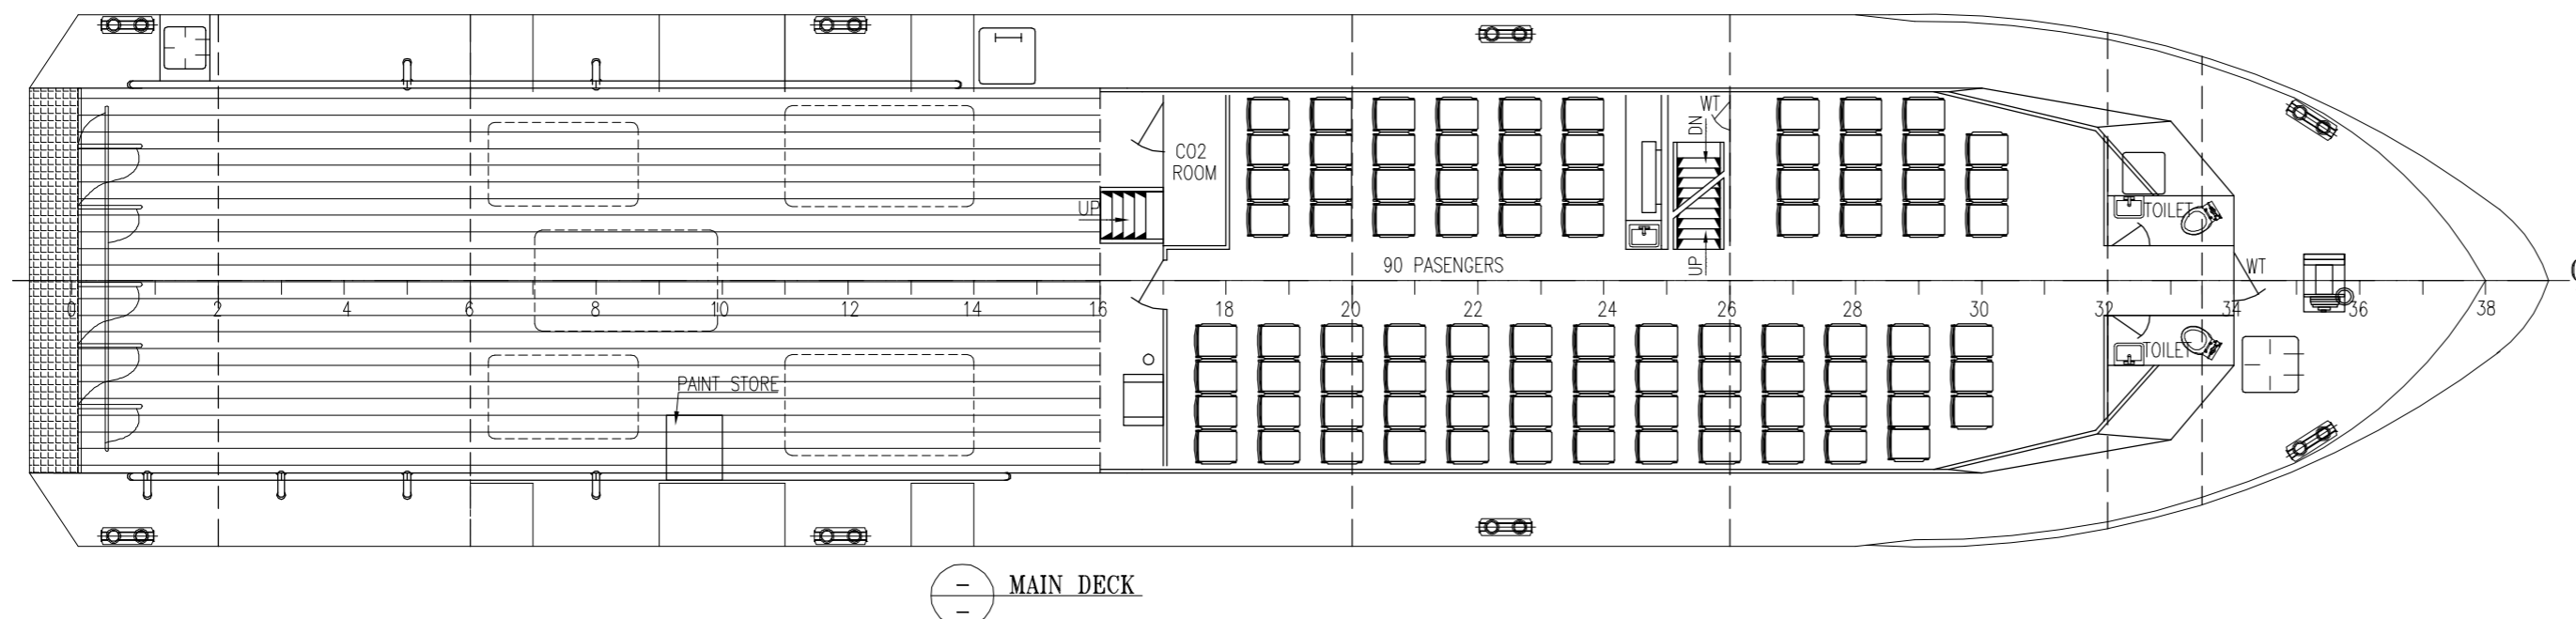 WT
DN
CO2
ROOM
UP
TOILET
90 PASENGERS
UP
WT
0 2 4 6 8 10 12 14 16 18 20 22 24 26 28 30 32 34 36 38
TOILET
PAINT STORE
MAIN DECK